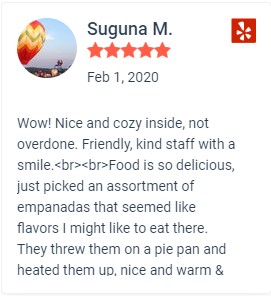 Suguna M.
Feb 1, 2020
Wow! Nice and cozy inside, not
overdone. Friendly, kind staff with a
smile.<br><br>Food is so delicious,
just picked an assortment of
empanadas that seemed like
flavors I might like to eat there.
They threw them on a pie pan and
heated them up, nice and warm &